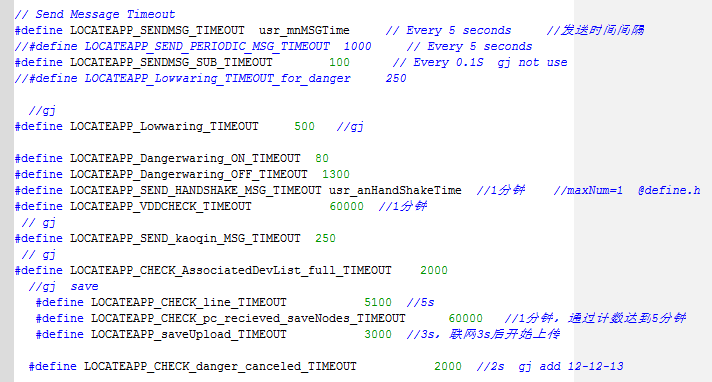 // Send Message Timeout
#define LOCATEAPP_SENDMSG_TIMEOUT  usr_mnMSGTime     // Every 5 seconds     //发送时间间隔
//#define LOCATEAPP_SEND_PERIODIC_MSG_TIMEOUT  1000     // Every 5 seconds
#define LOCATEAPP_SENDMSG_SUB_TIMEOUT        100      // Every 0.1S  gj not use
//#define LOCATEAPP_Lowwaring_TIMEOUT_for_danger     250
//gj
#define LOCATEAPP_Lowwaring_TIMEOUT     500   //gj
#define LOCATEAPP_Dangerwaring_ON_TIMEOUT  80
#define LOCATEAPP_Dangerwaring_OFF_TIMEOUT  1300
#define LOCATEAPP_SEND_HANDSHAKE_MSG_TIMEOUT usr_anHandShakeTime  //1分钟    //maxNum=1  @define.h
#define LOCATEAPP_VDDCHECK_TIMEOUT           60000  //1分钟
// gj
#define LOCATEAPP_SEND_kaoqin_MSG_TIMEOUT  250
// gj
#define LOCATEAPP_CHECK_AssociatedDevList_full_TIMEOUT    2000
//gj  save
#define LOCATEAPP_CHECK_line_TIMEOUT           5100  //5s
#define LOCATEAPP_CHECK_pc_recieved_saveNodes_TIMEOUT      60000   //1分钟，通过计数达到5分钟
#define LOCATEAPP_saveUpload_TIMEOUT           3000  //3s，联网3s后开始上传
#define LOCATEAPP_CHECK_danger_canceled_TIMEOUT           2000  //2s  gj add 12-12-13